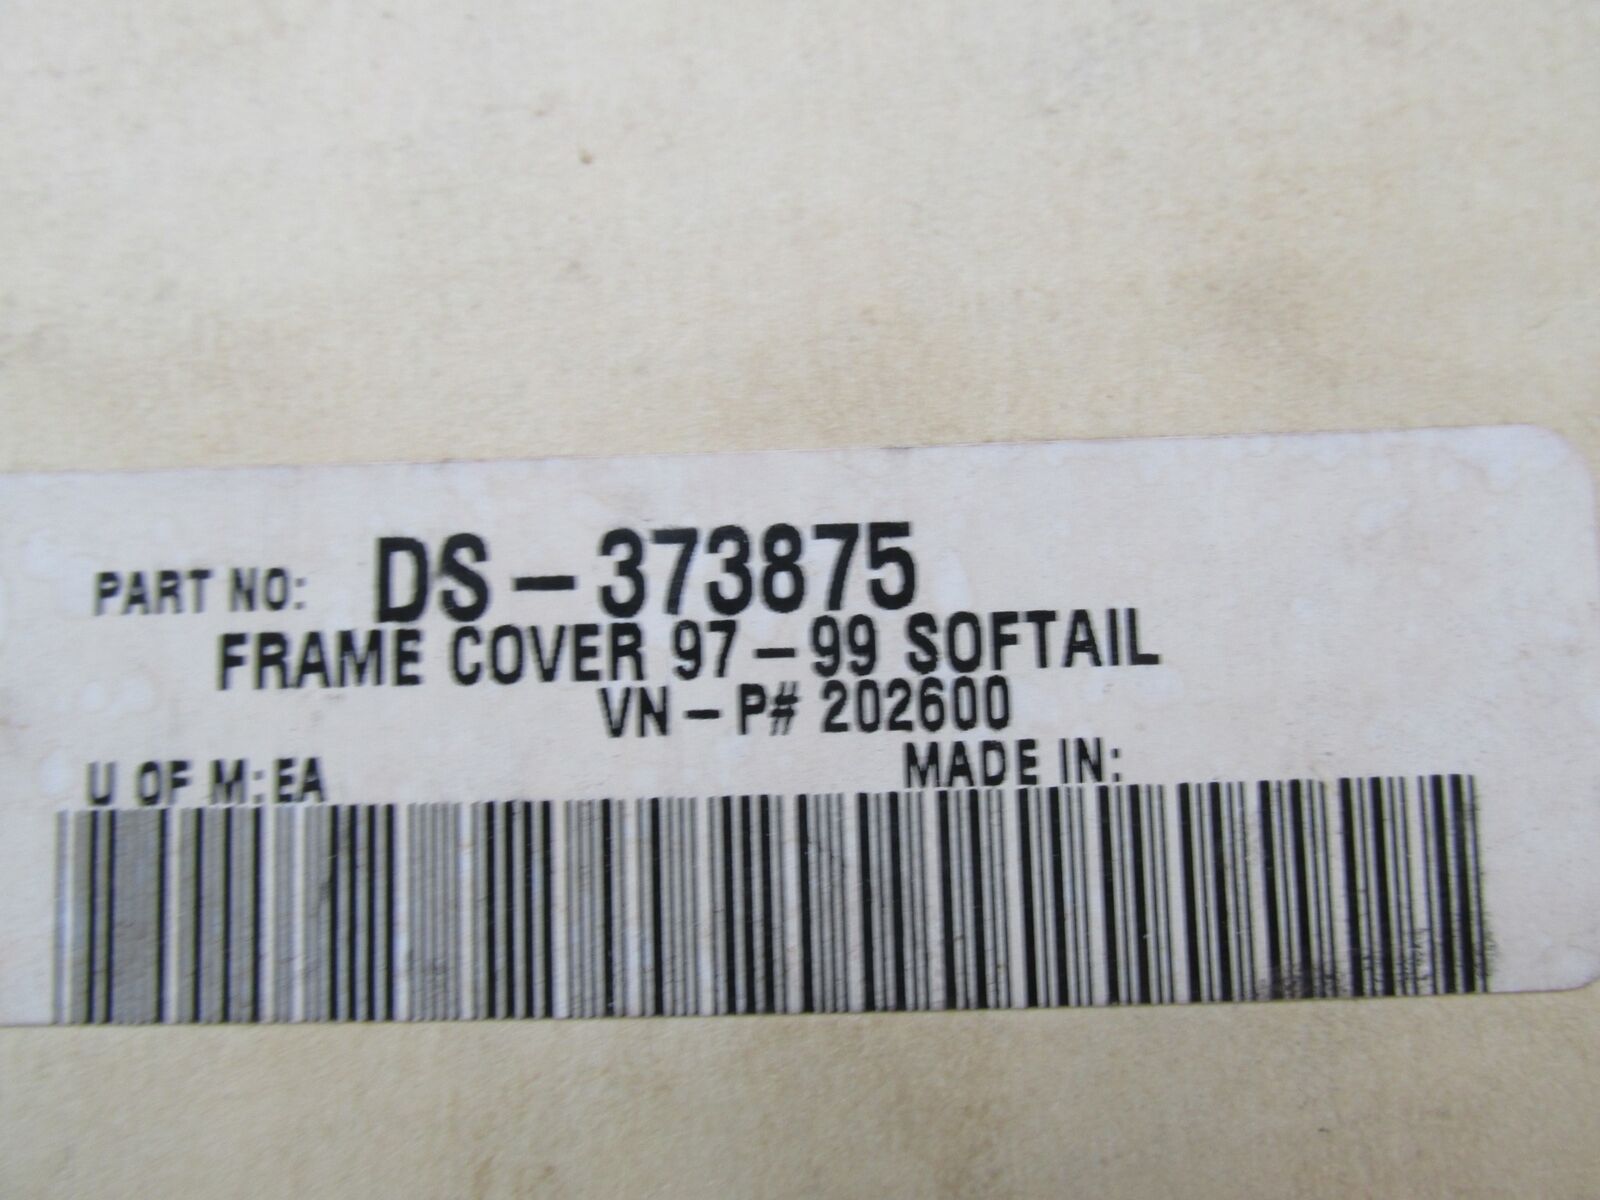 PART NO: DS-373875
FRAME COVER 97-99 SOFTAIL
VN-P# 202600
U OF M:EA MADE IN: